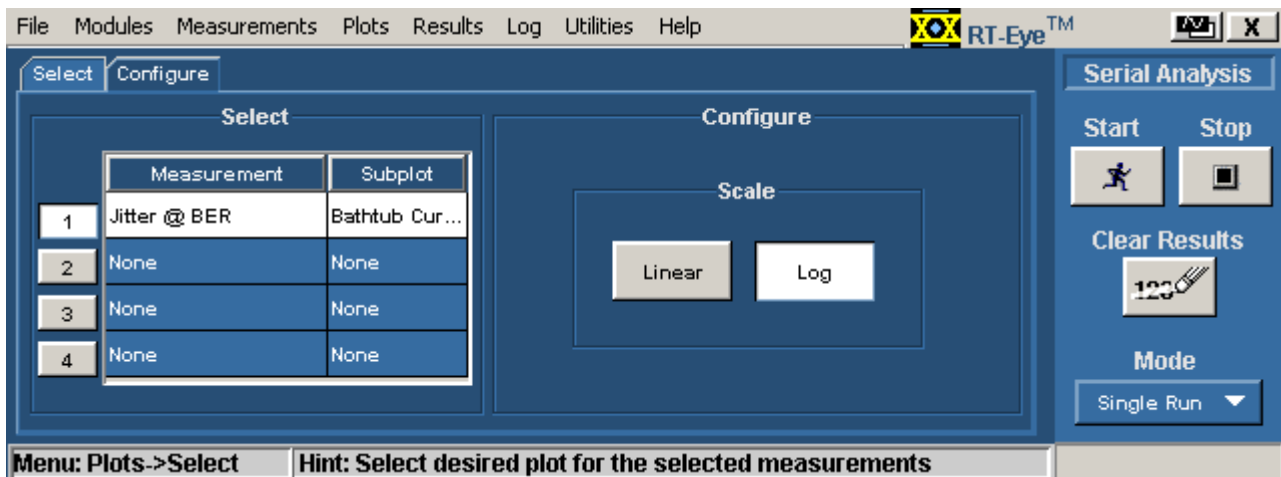 File Modules Measurements Plots Results Log Utilities Help RT-Eye™ X
Select Configure
Serial Analysis
Select
Configure
Start Stop
Measurement Subplot
Scale
1 Jitter @ BER Bathtub Cur...
2 None None
Linear Log
Clear Results
123
3 None None
4 None None
Mode
Single Run
Menu: Plots->Select Hint: Select desired plot for the selected measurements